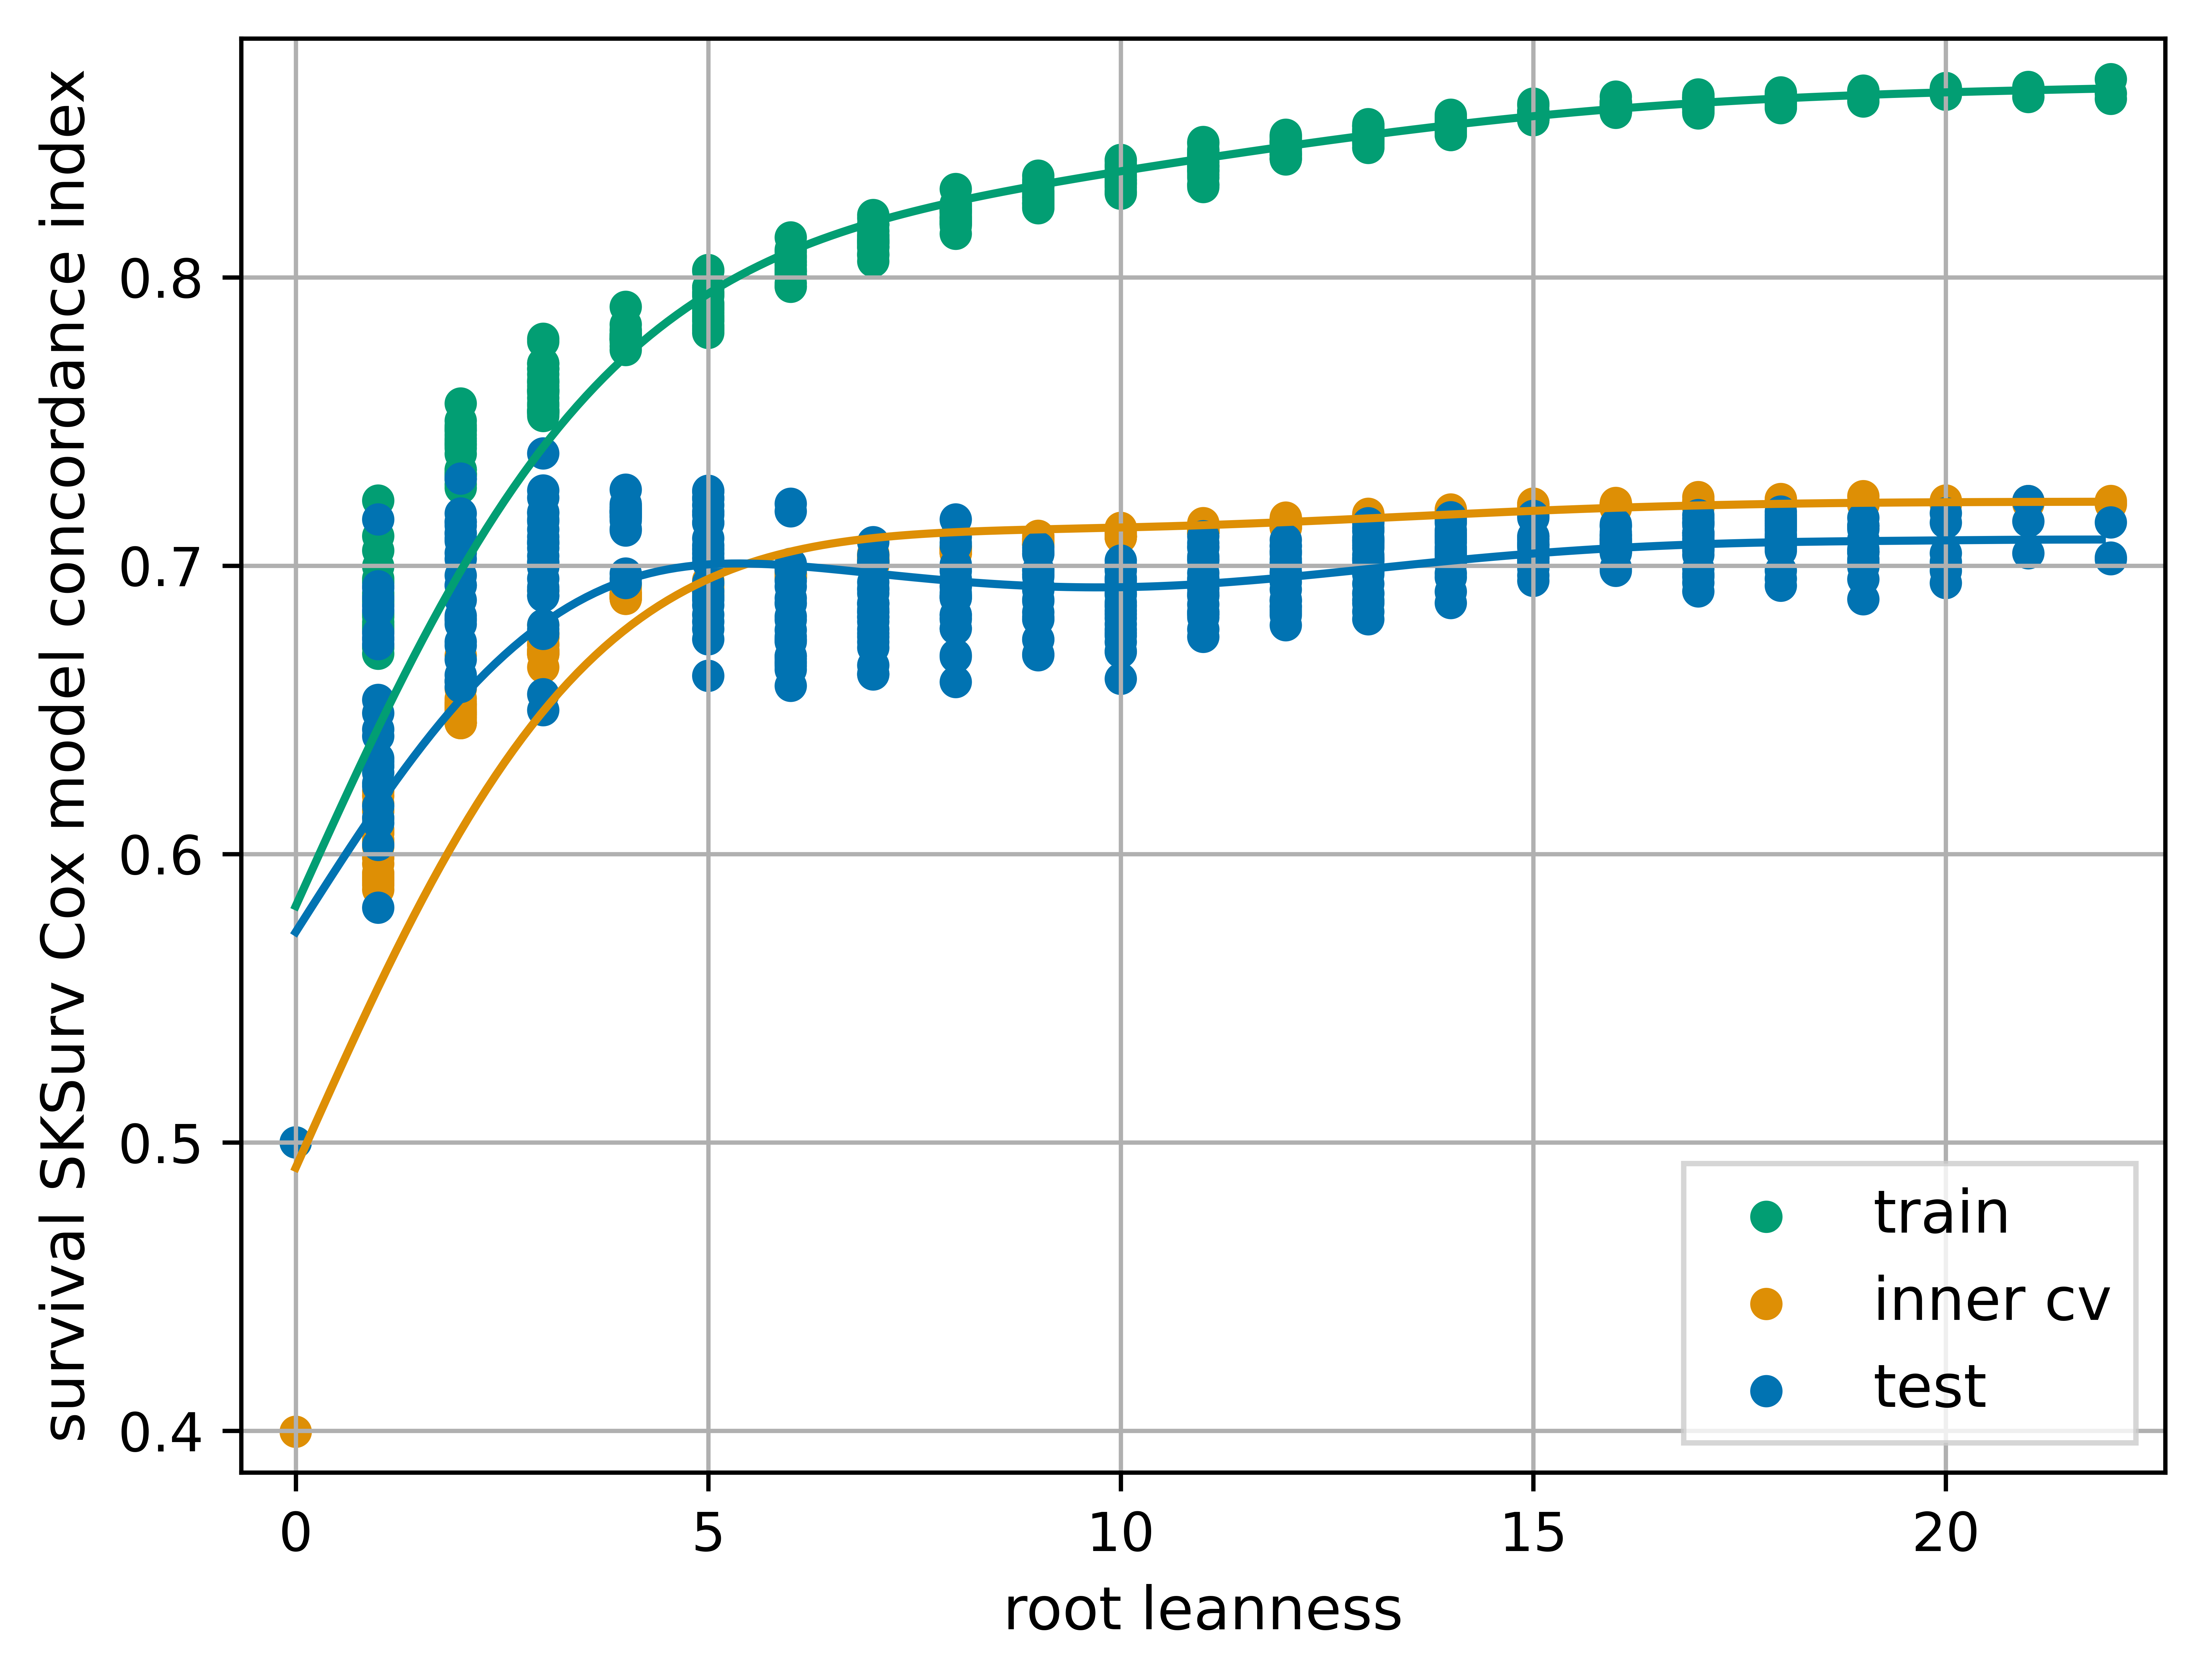 survival SKSurv Cox model concordance index
0.8
0.7
0.6
0.5
0.4
0
5
10
15
20
root leanness
train
inner cv
test